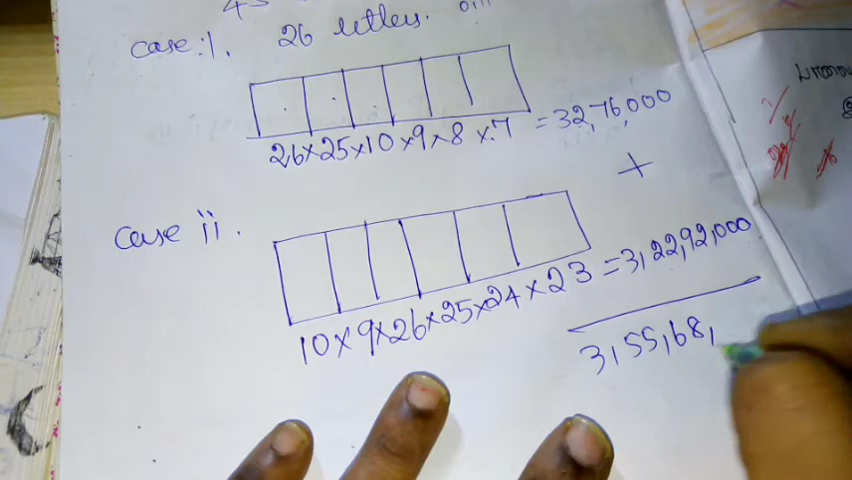 case :1. 26 letters.
26×25×10×9×8×7 = 32,76,000
+
case ii.
10×9×26×25×24×23 = 3,22,92,000
3,55,68,